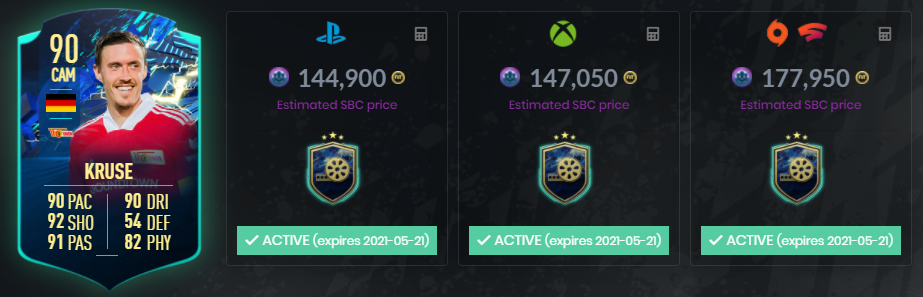 90
CAM
KRUSE
90 PAC 90 DRI
92 SHO 54 DEF
91 PAS 82 PHY
144,900
Estimated SBC price
ACTIVE (expires 2021-05-21)
147,050
Estimated SBC price
ACTIVE (expires 2021-05-21)
177,950
Estimated SBC price
ACTIVE (expires 2021-05-21)